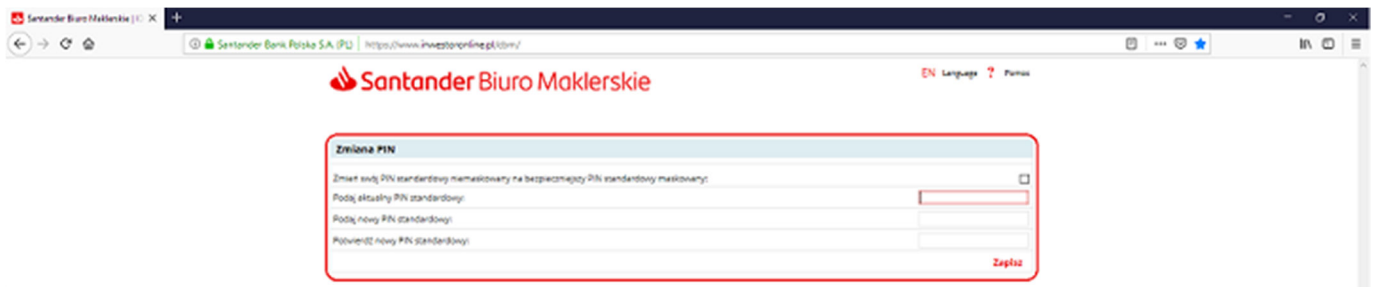 Santander Biuro Maklerskie |
Santander Bank Polska S.A. (PL) https://www.inwestoronline.pl/dbm/
Santander Biuro Maklerskie
EN Language ? Pomoc
Zmiana PIN
Zmień swój PIN standardowy niemaskowany na bezpieczniejszy PIN standardowy maskowany:
Podaj aktualny PIN standardowy:
Podaj nowy PIN standardowy:
Potwierdź nowy PIN standardowy:
Zapisz